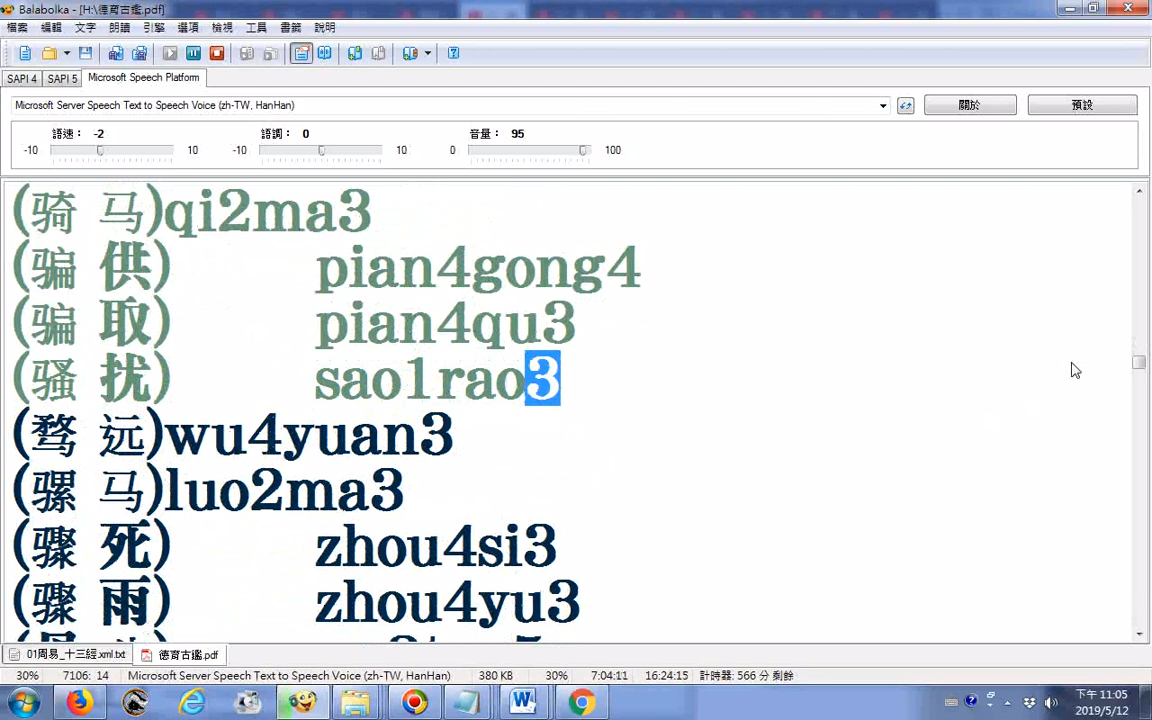 Balabolka - [H:\德育古鑑.pdf]
檔案 編輯 文字 朗讀 引擎 選項 檢視 工具 書籤 說明
SAPI 4 SAPI 5 Microsoft Speech Platform
Microsoft Server Speech Text to Speech Voice (zh-TW, HanHan) 關於 預設
語速： -2 語調： 0 音量： 95
-10 10 -10 10 0 100
(骑 马)qi2ma3
(骗 供) pian4gong4
(骗 取) pian4qu3
(骚 扰) sao1rao3
(骛 远)wu4yuan3
(骡 马)luo2ma3
(骤 死) zhou4si3
(骤 雨) zhou4yu3
01周易_十三經.xml.txt 德育古鑑.pdf
30% 7106: 14 Microsoft Server Speech Text to Speech Voice (zh-TW, HanHan) 380 KB 30% 7:04:11 16:24:15 計時器: 566 分 剩餘
下午 11:05
2019/5/12